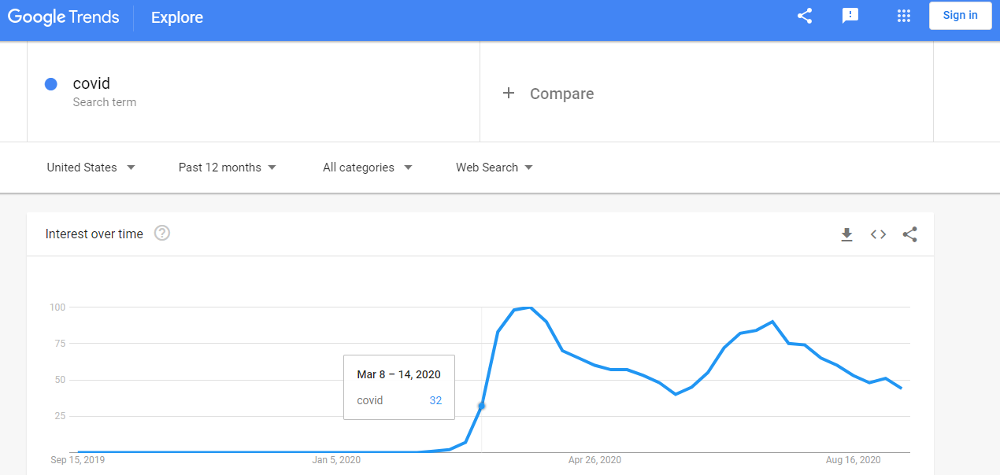 Google Trends Explore Sign in
covid
Search term
+ Compare
United States Past 12 months All categories Web Search
Interest over time ?
100
75
50
25
Mar 8 – 14, 2020
covid 32
Sep 15, 2019 Jan 5, 2020 Apr 26, 2020 Aug 16, 2020